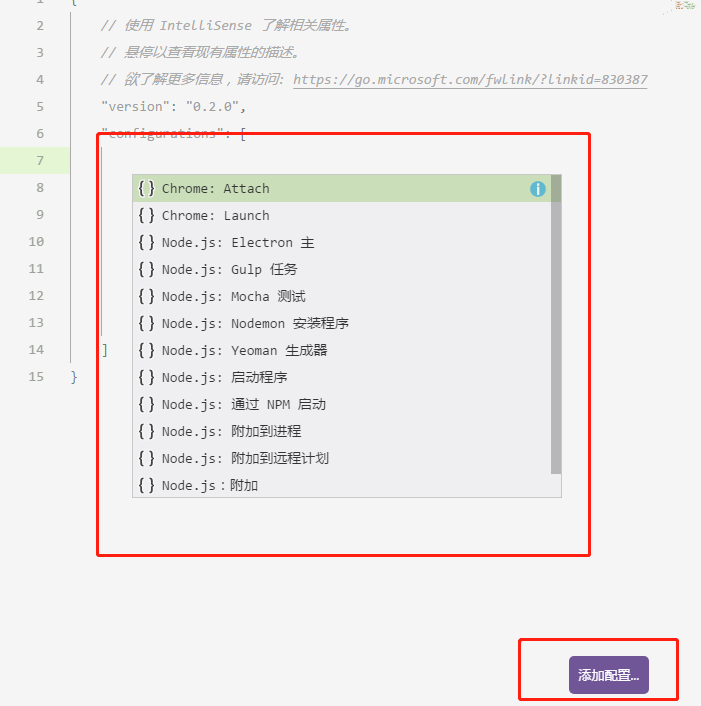 1 {
2 // 使用 IntelliSense 了解相关属性。
3 // 悬停以查看现有属性的描述。
4 // 欲了解更多信息，请访问: https://go.microsoft.com/fwlink/?linkid=830387
5 "version": "0.2.0",
6 "configurations": [
7
8 {} Chrome: Attach
9 {} Chrome: Launch
10 {} Node.js: Electron 主
11 {} Node.js: Gulp 任务
12 {} Node.js: Mocha 测试
13 {} Node.js: Nodemon 安装程序
14 ] {} Node.js: Yeoman 生成器
15 } {} Node.js: 启动程序
{} Node.js: 通过 NPM 启动
{} Node.js: 附加到进程
{} Node.js: 附加到远程计划
{} Node.js：附加
添加配置...